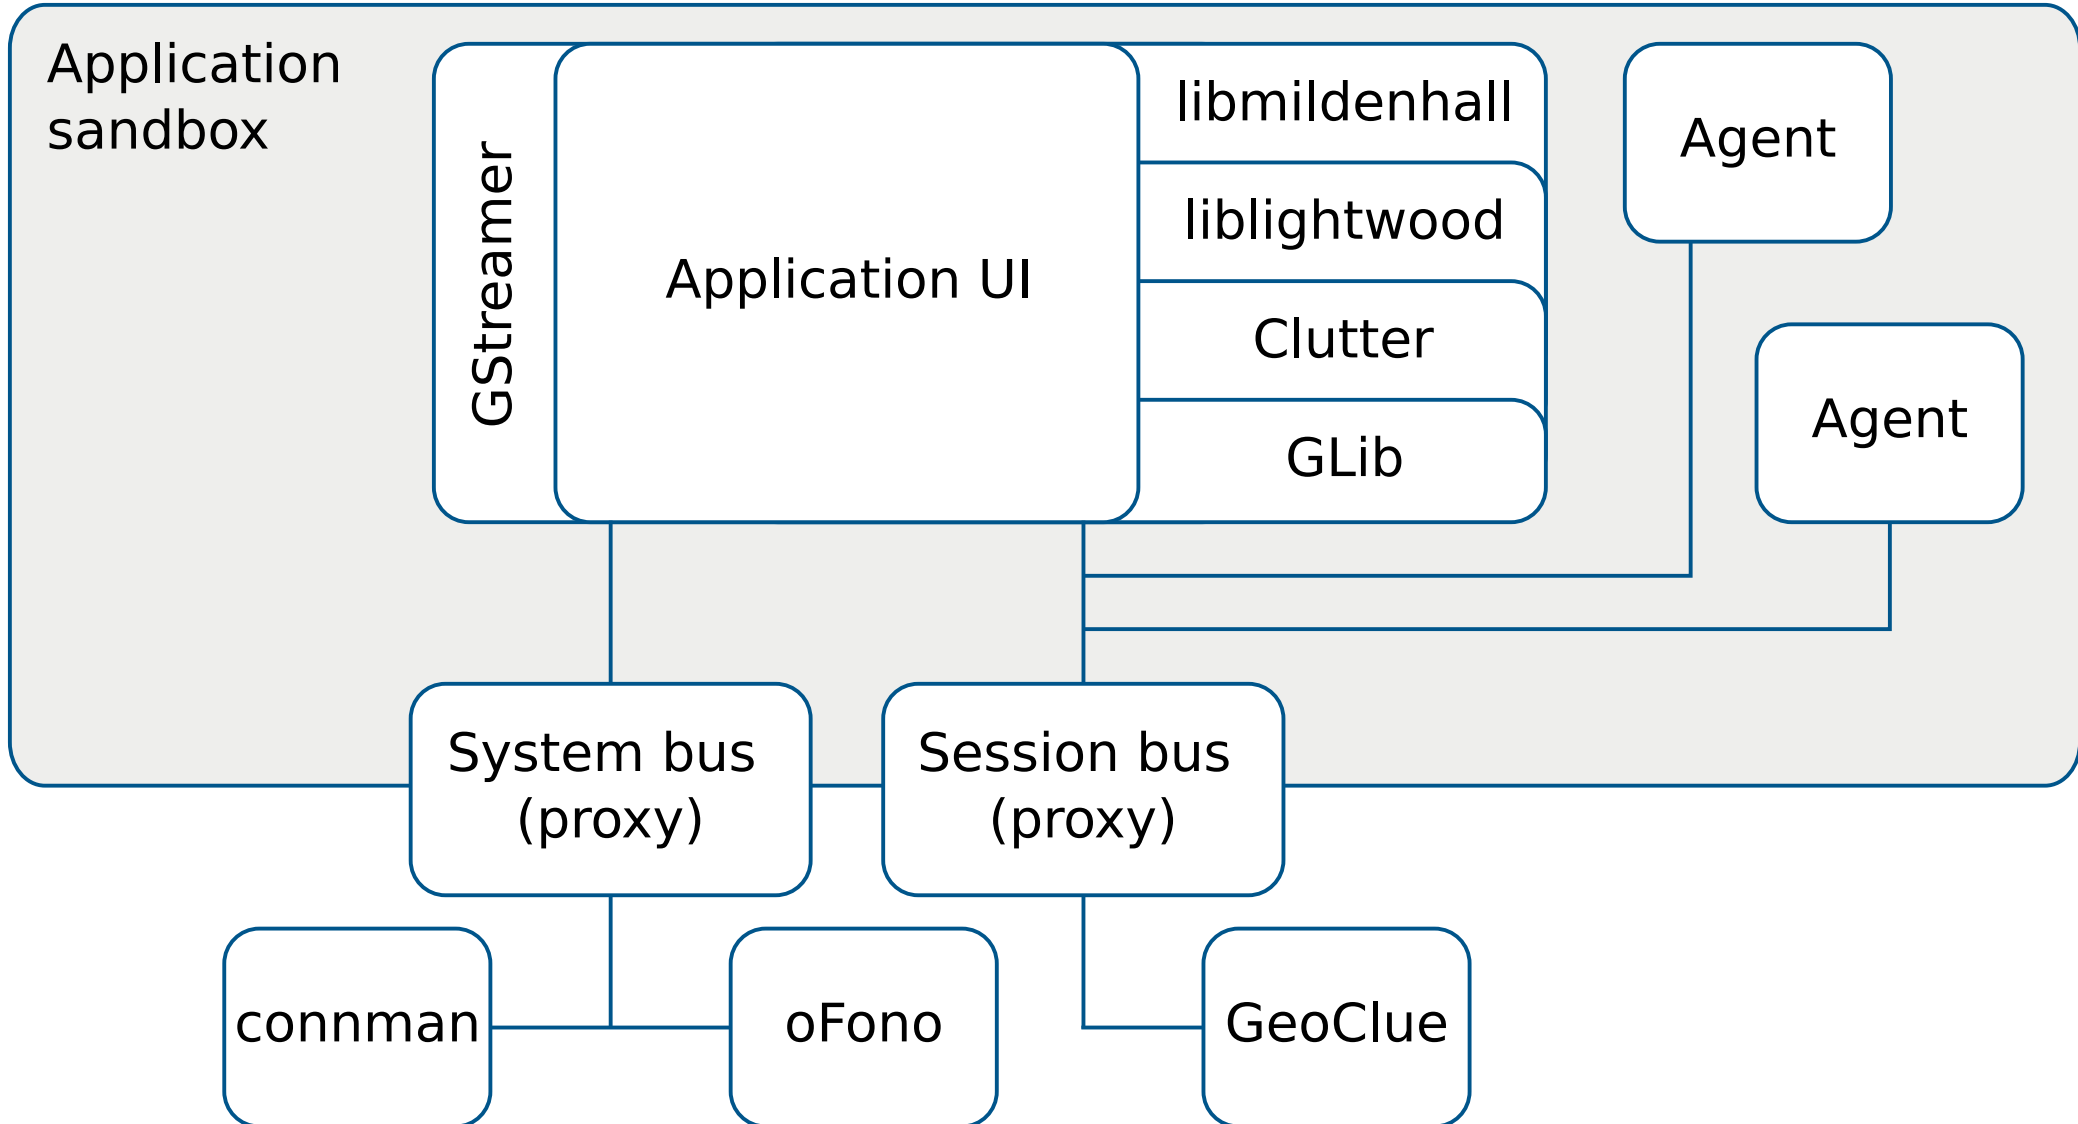 Application
sandbox
GStreamer
Application UI
libmildenhall
liblightwood
Clutter
GLib
Agent
Agent
System bus
(proxy)
Session bus
(proxy)
connman
oFono
GeoClue